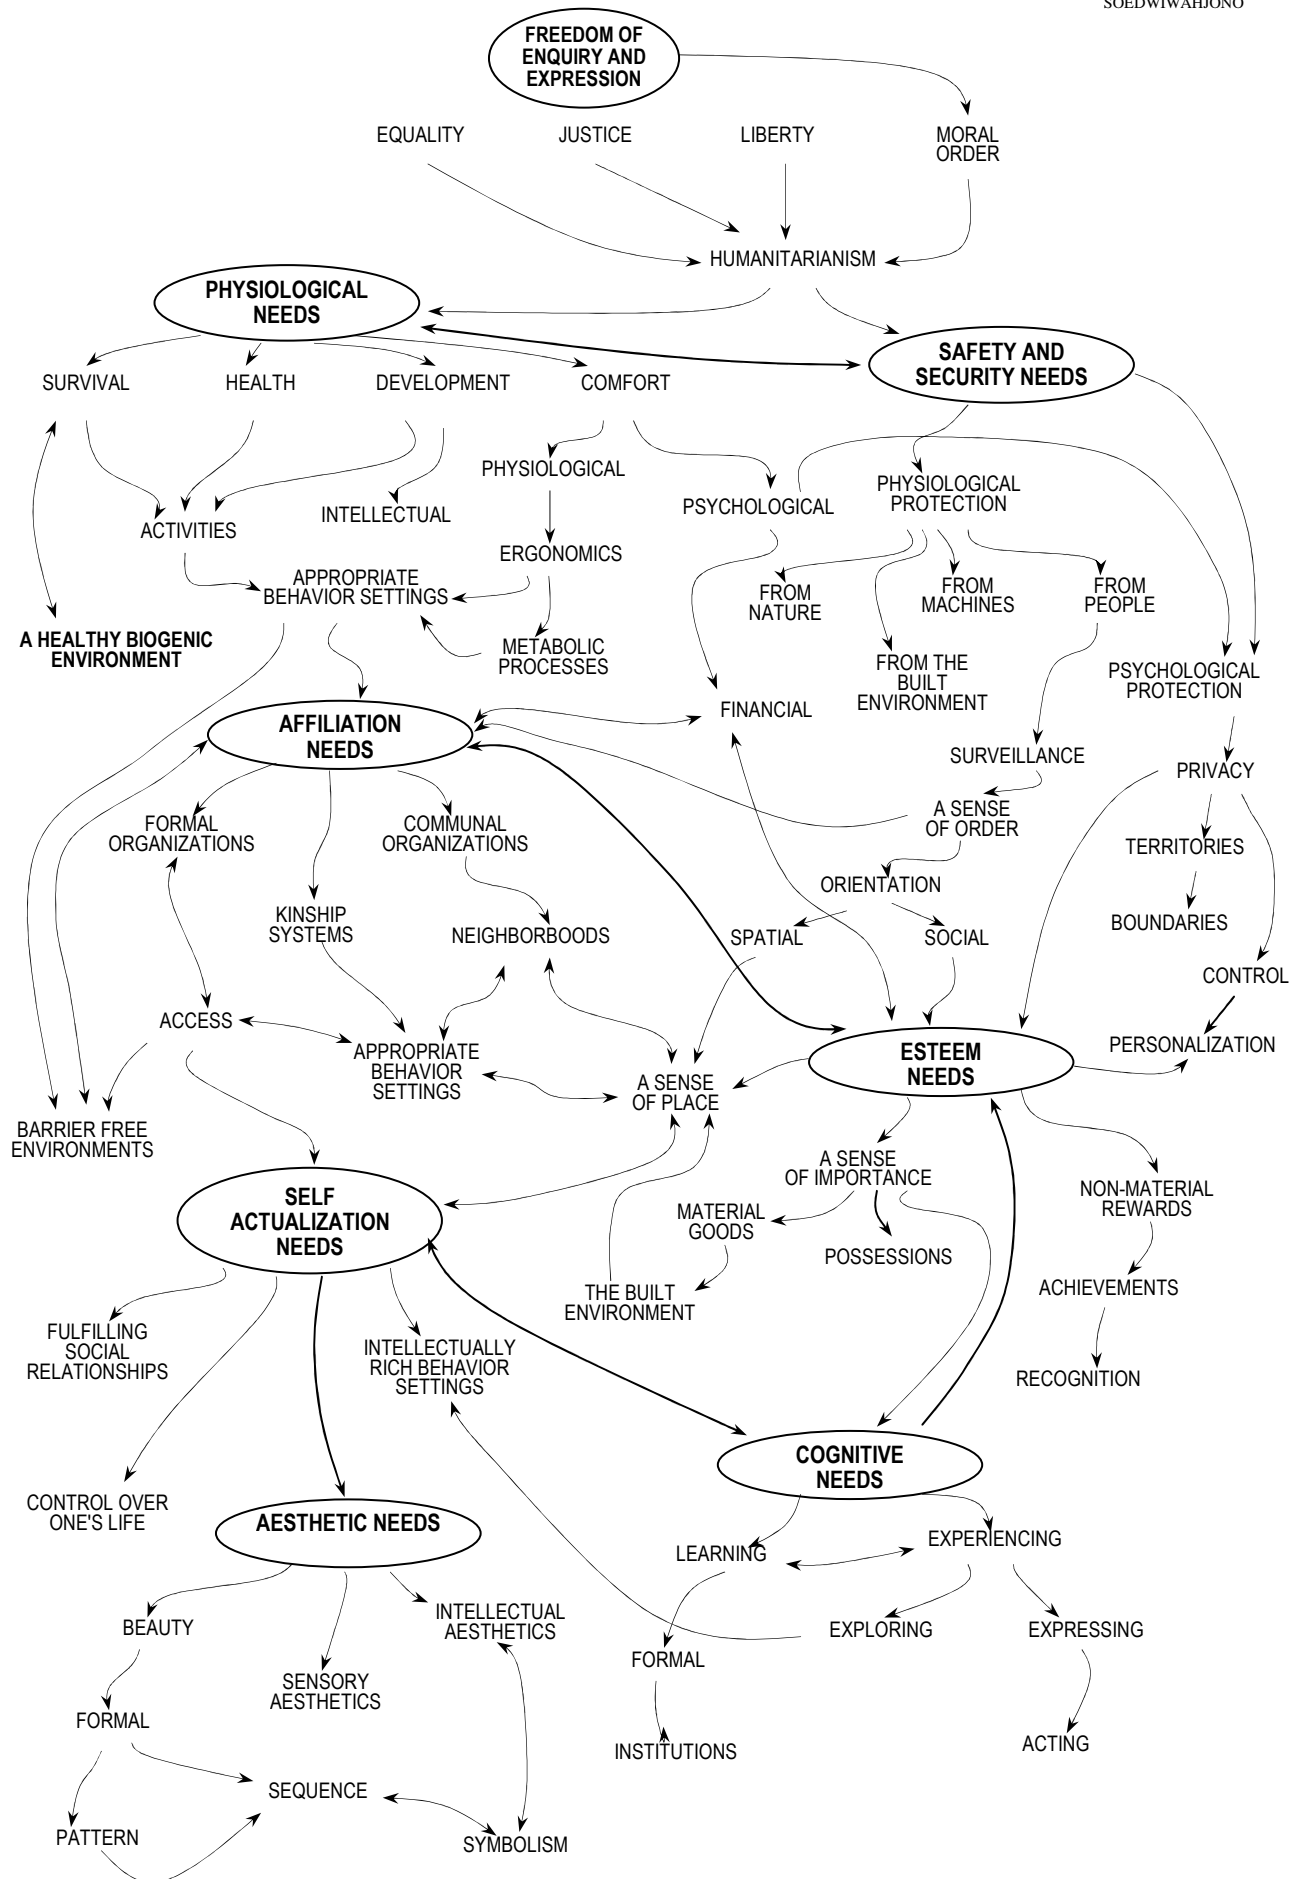 SOEDWIWAHJONO
FREEDOM OF
ENQUIRY AND
EXPRESSION
EQUALITY
JUSTICE
LIBERTY
MORAL
ORDER
HUMANITARIANISM
PHYSIOLOGICAL
NEEDS
SAFETY AND
SECURITY NEEDS
SURVIVAL
HEALTH
DEVELOPMENT
COMFORT
PHYSIOLOGICAL
PSYCHOLOGICAL
PHYSIOLOGICAL
PROTECTION
ACTIVITIES
INTELLECTUAL
ERGONOMICS
APPROPRIATE
BEHAVIOR SETTINGS
FROM
NATURE
FROM
MACHINES
FROM
PEOPLE
A HEALTHY BIOGENIC
ENVIRONMENT
METABOLIC
PROCESSES
FROM THE
BUILT
ENVIRONMENT
PSYCHOLOGICAL
PROTECTION
AFFILIATION
NEEDS
FINANCIAL
SURVEILLANCE
PRIVACY
FORMAL
ORGANIZATIONS
COMMUNAL
ORGANIZATIONS
A SENSE
OF ORDER
TERRITORIES
ORIENTATION
KINSHIP
SYSTEMS
NEIGHBORBOODS
SPATIAL
SOCIAL
BOUNDARIES
CONTROL
ACCESS
APPROPRIATE
BEHAVIOR
SETTINGS
A SENSE
OF PLACE
ESTEEM
NEEDS
PERSONALIZATION
BARRIER FREE
ENVIRONMENTS
A SENSE
OF IMPORTANCE
NON-MATERIAL
REWARDS
SELF
ACTUALIZATION
NEEDS
MATERIAL
GOODS
POSSESSIONS
THE BUILT
ENVIRONMENT
ACHIEVEMENTS
FULFILLING
SOCIAL
RELATIONSHIPS
INTELLECTUALLY
RICH BEHAVIOR
SETTINGS
RECOGNITION
COGNITIVE
NEEDS
CONTROL OVER
ONE'S LIFE
AESTHETIC NEEDS
LEARNING
EXPERIENCING
BEAUTY
INTELLECTUAL
AESTHETICS
EXPLORING
EXPRESSING
SENSORY
AESTHETICS
FORMAL
FORMAL
INSTITUTIONS
ACTING
SEQUENCE
PATTERN
SYMBOLISM